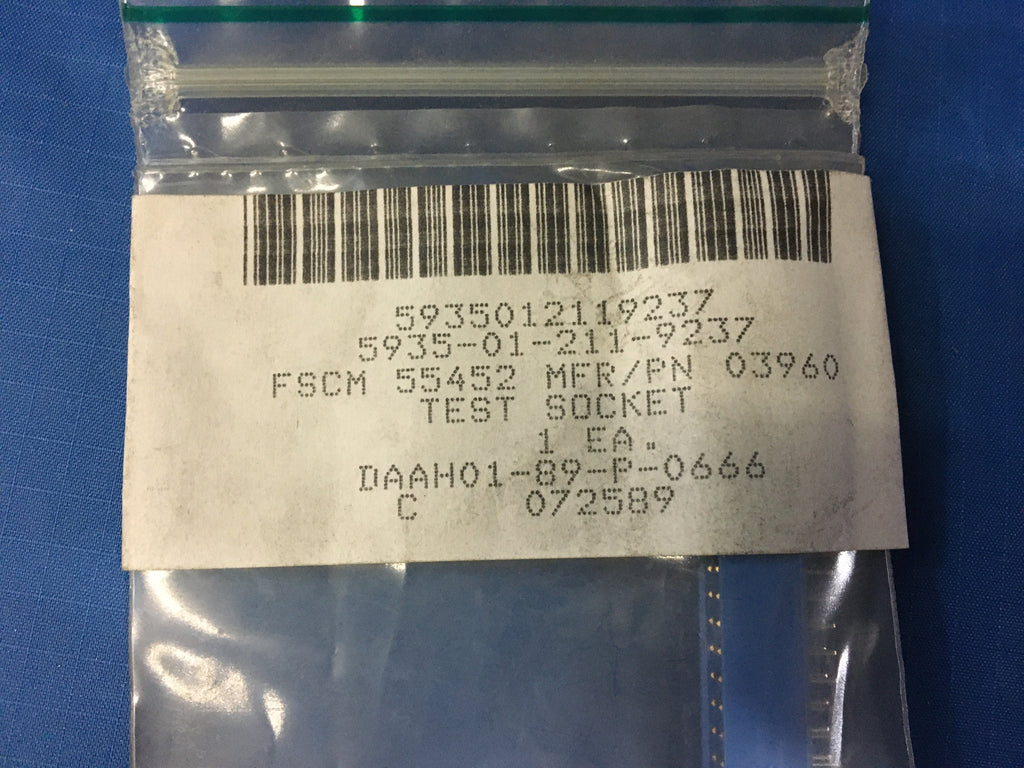 5935012119237
5935-01-211-9237
FSCM 55452 MFR/PN 03960
TEST SOCKET
1 EA.
DAAH01-89-P-0666
C 072589